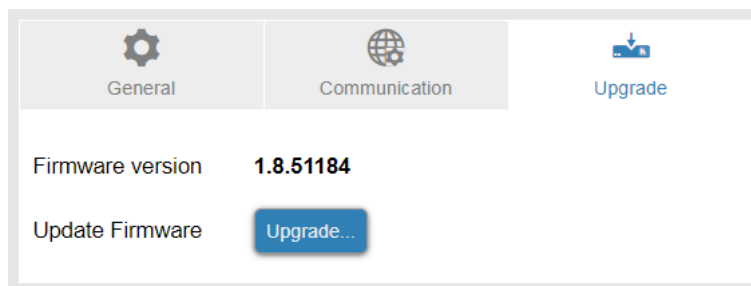 General Communication Upgrade
Firmware version 1.8.51184
Update Firmware Upgrade...